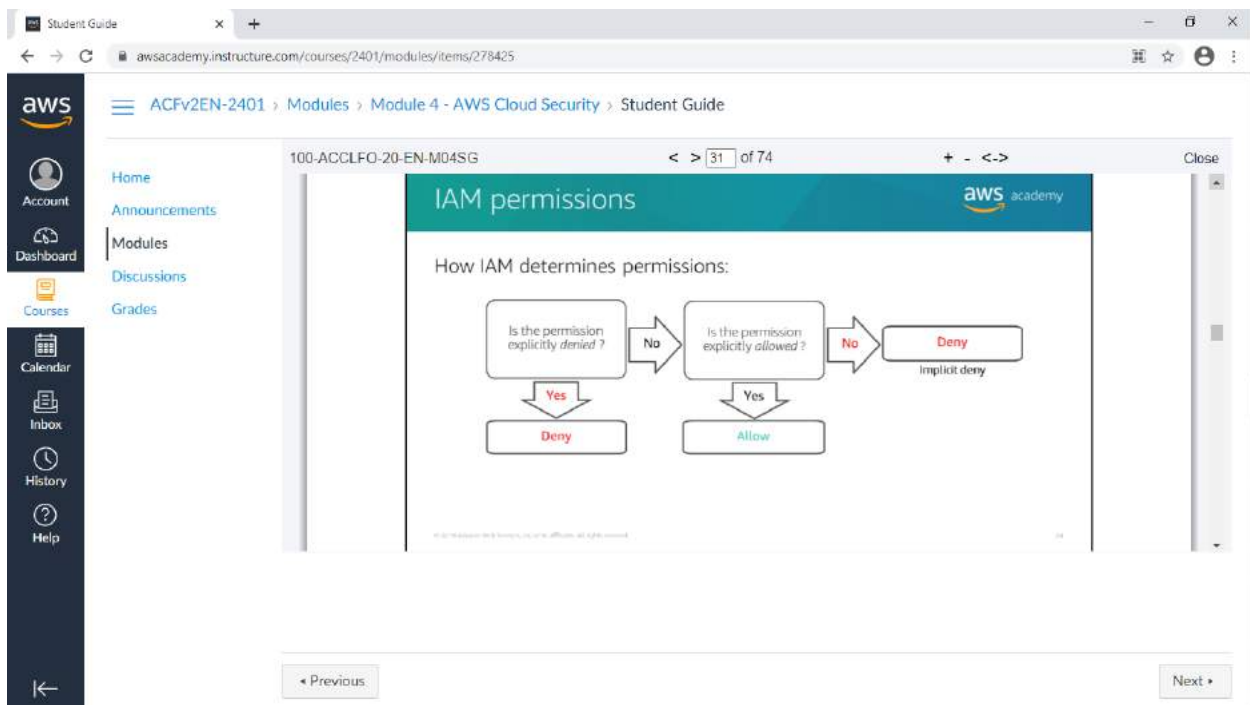 Student Guide
awsacademy.instructure.com/courses/2401/modules/items/278425
aws
ACFv2EN-2401 › Modules › Module 4 - AWS Cloud Security › Student Guide
100-ACCLFO-20-EN-M04SG
< > 31 of 74
+ - <->
Close
Account
Dashboard
Courses
Calendar
Inbox
History
Help
Home
Announcements
Modules
Discussions
Grades
IAM permissions
aws academy
How IAM determines permissions:
Is the permission
explicitly denied ?
No
Is the permission
explicitly allowed ?
No
Deny
Implicit deny
Yes
Yes
Deny
Allow
◂ Previous
Next ▸